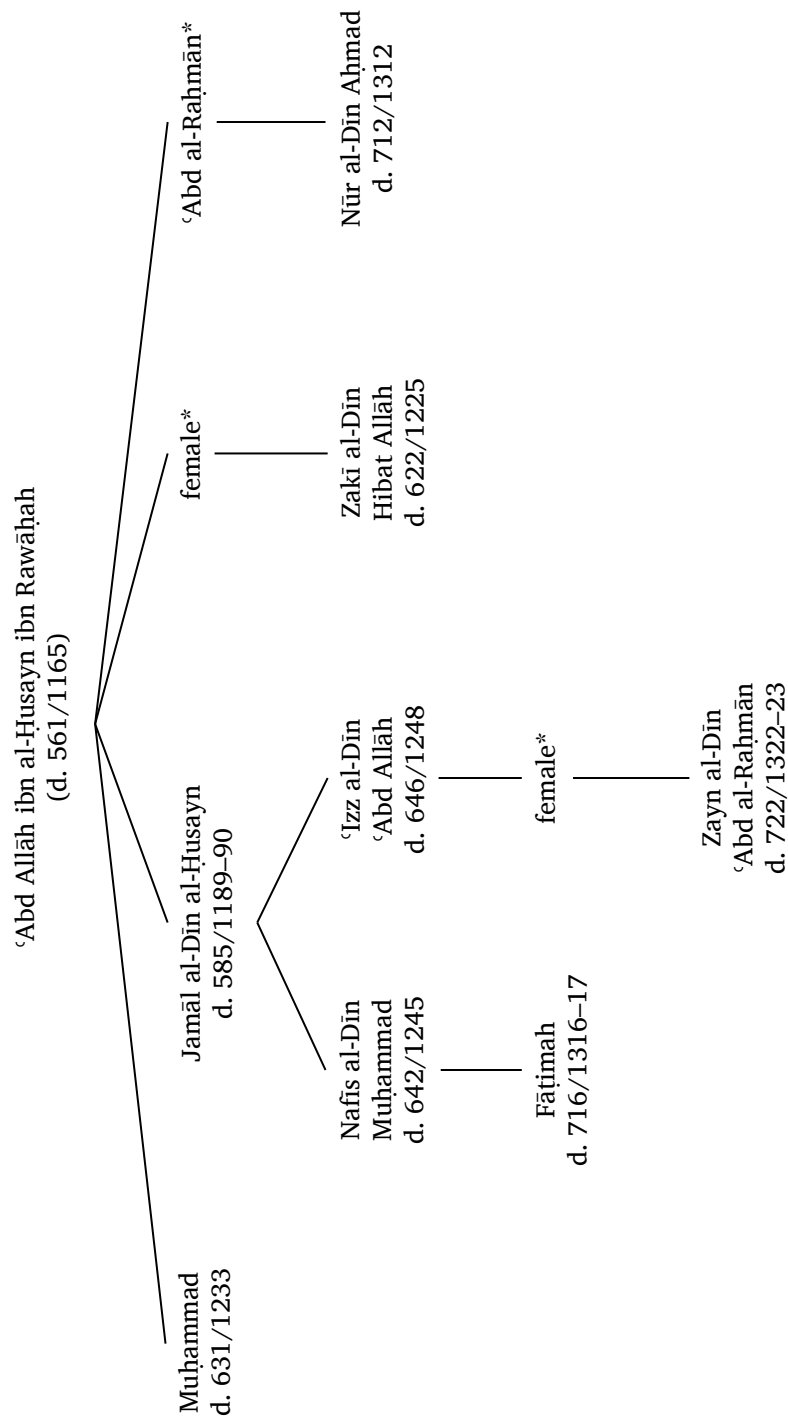 ʿAbd Allāh ibn al-Ḥusayn ibn Rawāḥah
(d. 561/1165)
Muḥammad
d. 631/1233
Jamāl al-Dīn al-Ḥusayn
d. 585/1189–90
female*
ʿAbd al-Raḥmān*
Nafīs al-Dīn
Muḥammad
d. 642/1245
ʿIzz al-Dīn
ʿAbd Allāh
d. 646/1248
Zakī al-Dīn
Hibat Allāh
d. 622/1225
Nūr al-Dīn Aḥmad
d. 712/1312
Fāṭimah
d. 716/1316–17
female*
Zayn al-Dīn
ʿAbd al-Raḥmān
d. 722/1322–23